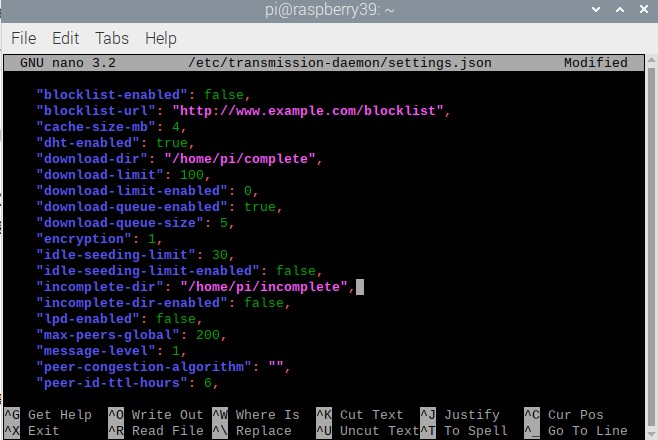 pi@raspberry39: ~
File Edit Tabs Help
GNU nano 3.2 /etc/transmission-daemon/settings.json Modified
"blocklist-enabled": false,
"blocklist-url": "http://www.example.com/blocklist",
"cache-size-mb": 4,
"dht-enabled": true,
"download-dir": "/home/pi/complete",
"download-limit": 100,
"download-limit-enabled": 0,
"download-queue-enabled": true,
"download-queue-size": 5,
"encryption": 1,
"idle-seeding-limit": 30,
"idle-seeding-limit-enabled": false,
"incomplete-dir": "/home/pi/incomplete",
"incomplete-dir-enabled": false,
"lpd-enabled": false,
"max-peers-global": 200,
"message-level": 1,
"peer-congestion-algorithm": "",
"peer-id-ttl-hours": 6,
^G Get Help ^O Write Out ^W Where Is ^K Cut Text ^J Justify ^C Cur Pos
^X Exit ^R Read File ^\ Replace ^U Uncut Text ^T To Spell ^_ Go To Line